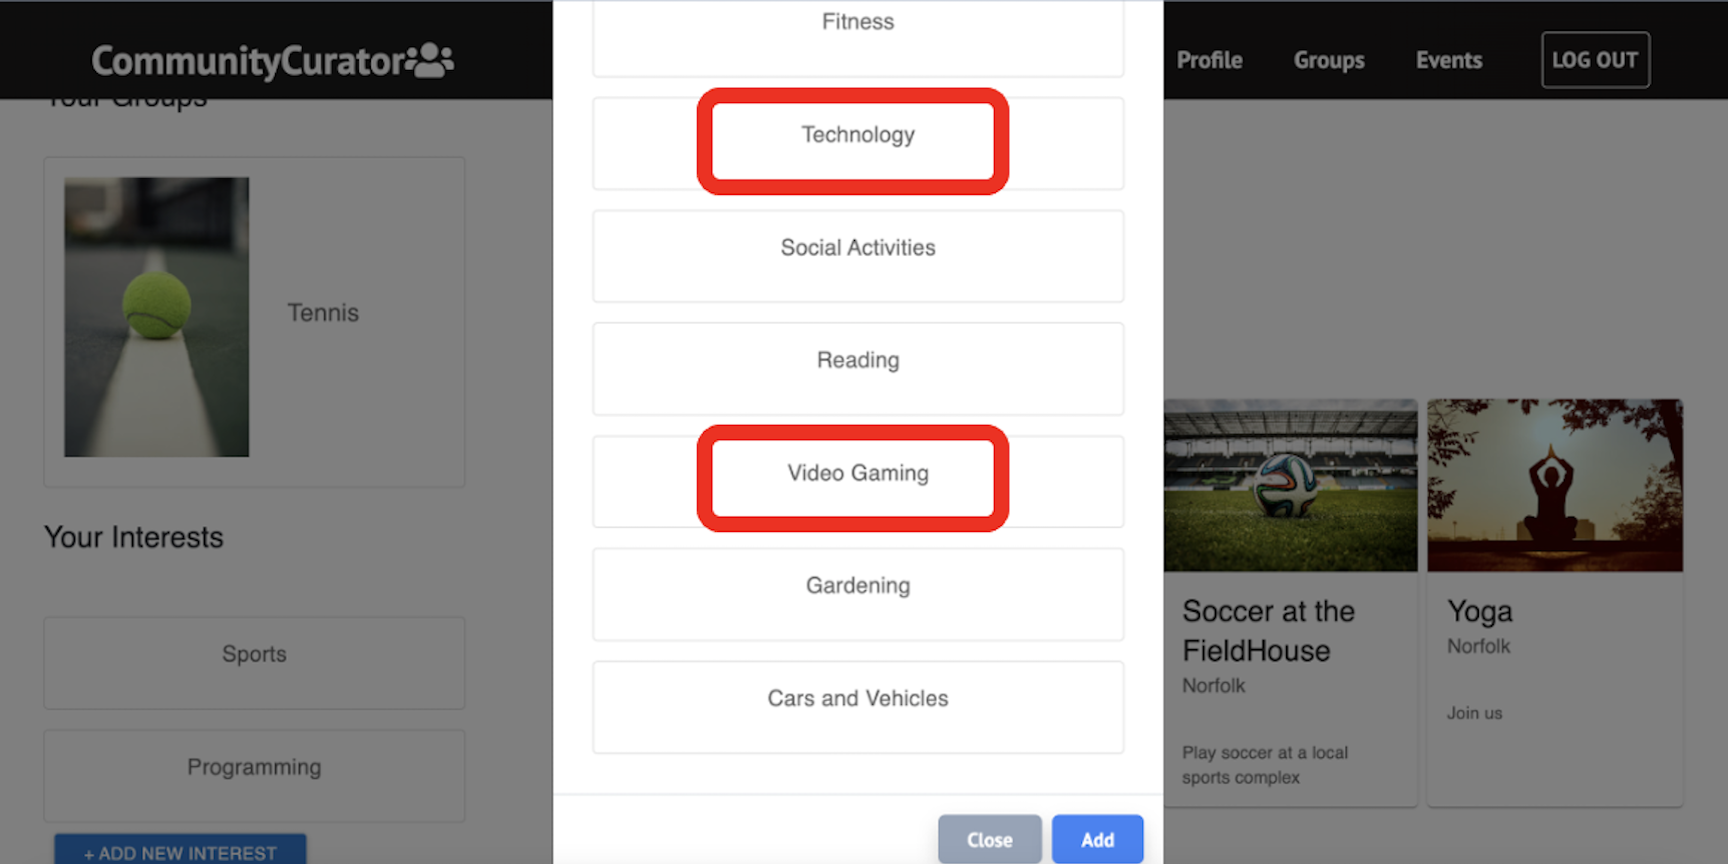 CommunityCurator
Profile
Groups
Events
LOG OUT
Your Groups
Tennis
Your Interests
Sports
Programming
+ ADD NEW INTEREST
Fitness
Technology
Social Activities
Reading
Video Gaming
Gardening
Cars and Vehicles
Close
Add
Soccer at the
FieldHouse
Norfolk
Play soccer at a local
sports complex
Yoga
Norfolk
Join us